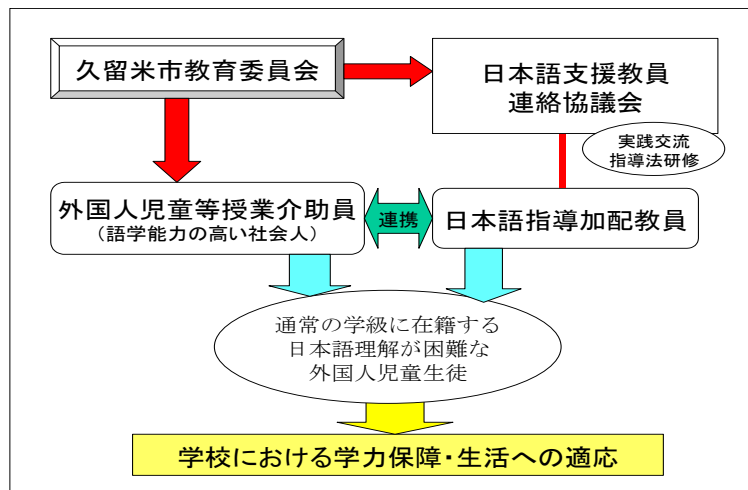 久留米市教育委員会
日本語支援教員
連絡協議会
実践交流
指導法研修
外国人児童等授業介助員
（語学能力の高い社会人）
連携
日本語指導加配教員
通常の学級に在籍する
日本語理解が困難な
外国人児童生徒
学校における学力保障・生活への適応